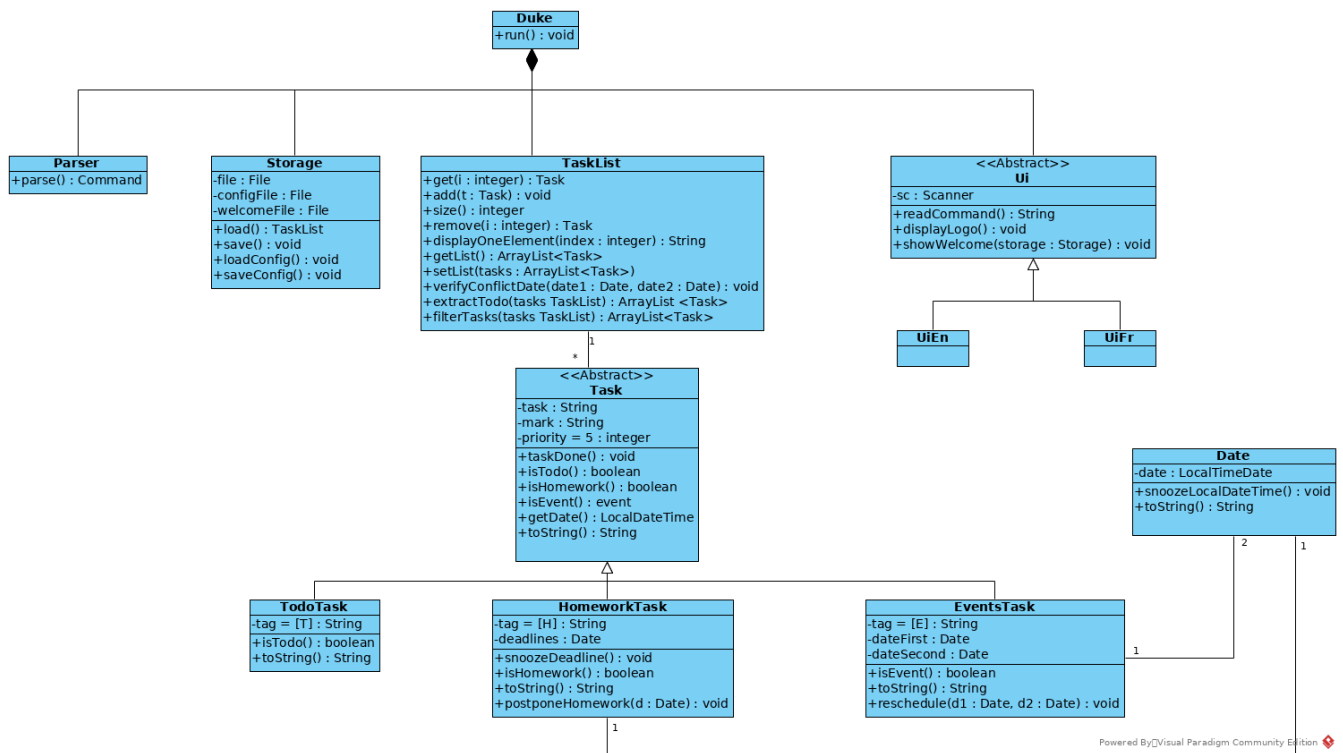 Duke
+run() : void
Parser
+parse() : Command
Storage
-file : File
-configFile : File
-welcomeFile : File
+load() : TaskList
+save() : void
+loadConfig() : void
+saveConfig() : void
TaskList
+get(i : integer) : Task
+add(t : Task) : void
+size() : integer
+remove(i : integer) : Task
+displayOneElement(index : integer) : String
+getList() : ArrayList<Task>
+setList(tasks : ArrayList<Task>)
+verifyConflictDate(date1 : Date, date2 : Date) : void
+extractTodo(tasks TaskList) : ArrayList <Task>
+filterTasks(tasks TaskList) : ArrayList<Task>
<<Abstract>>
Ui
-sc : Scanner
+readCommand() : String
+displayLogo() : void
+showWelcome(storage : Storage) : void
UiEn
UiFr
1
*
<<Abstract>>
Task
-task : String
-mark : String
-priority = 5 : integer
+taskDone() : void
+isTodo() : boolean
+isHomework() : boolean
+isEvent() : event
+getDate() : LocalDateTime
+toString() : String
Date
-date : LocalTimeDate
+snoozeLocalDateTime() : void
+toString() : String
2
1
TodoTask
-tag = [T] : String
+isTodo() : boolean
+toString() : String
HomeworkTask
-tag = [H] : String
-deadlines : Date
+snoozeDeadline() : void
+isHomework() : boolean
+toString() : String
+postponeHomework(d : Date) : void
1
EventsTask
-tag = [E] : String
-dateFirst : Date
-dateSecond : Date
+isEvent() : boolean
+toString() : String
+reschedule(d1 : Date, d2 : Date) : void
1
Powered By Visual Paradigm Community Edition